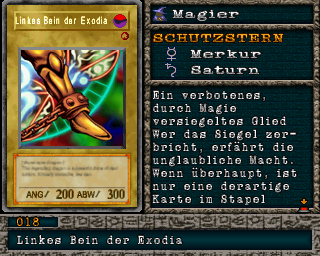 Linkes Bein der Exodia
ANG/ 200 ABW/ 300
Magier
SCHUTZSTERN
Merkur
Saturn
Ein verbotenes,
durch Magie
versiegeltes Glied
Wer das Siegel zer-
bricht, erfährt die
unglaubliche Macht.
Wenn überhaupt, ist
nur eine derartige
Karte im Stapel
018
Linkes Bein der Exodia